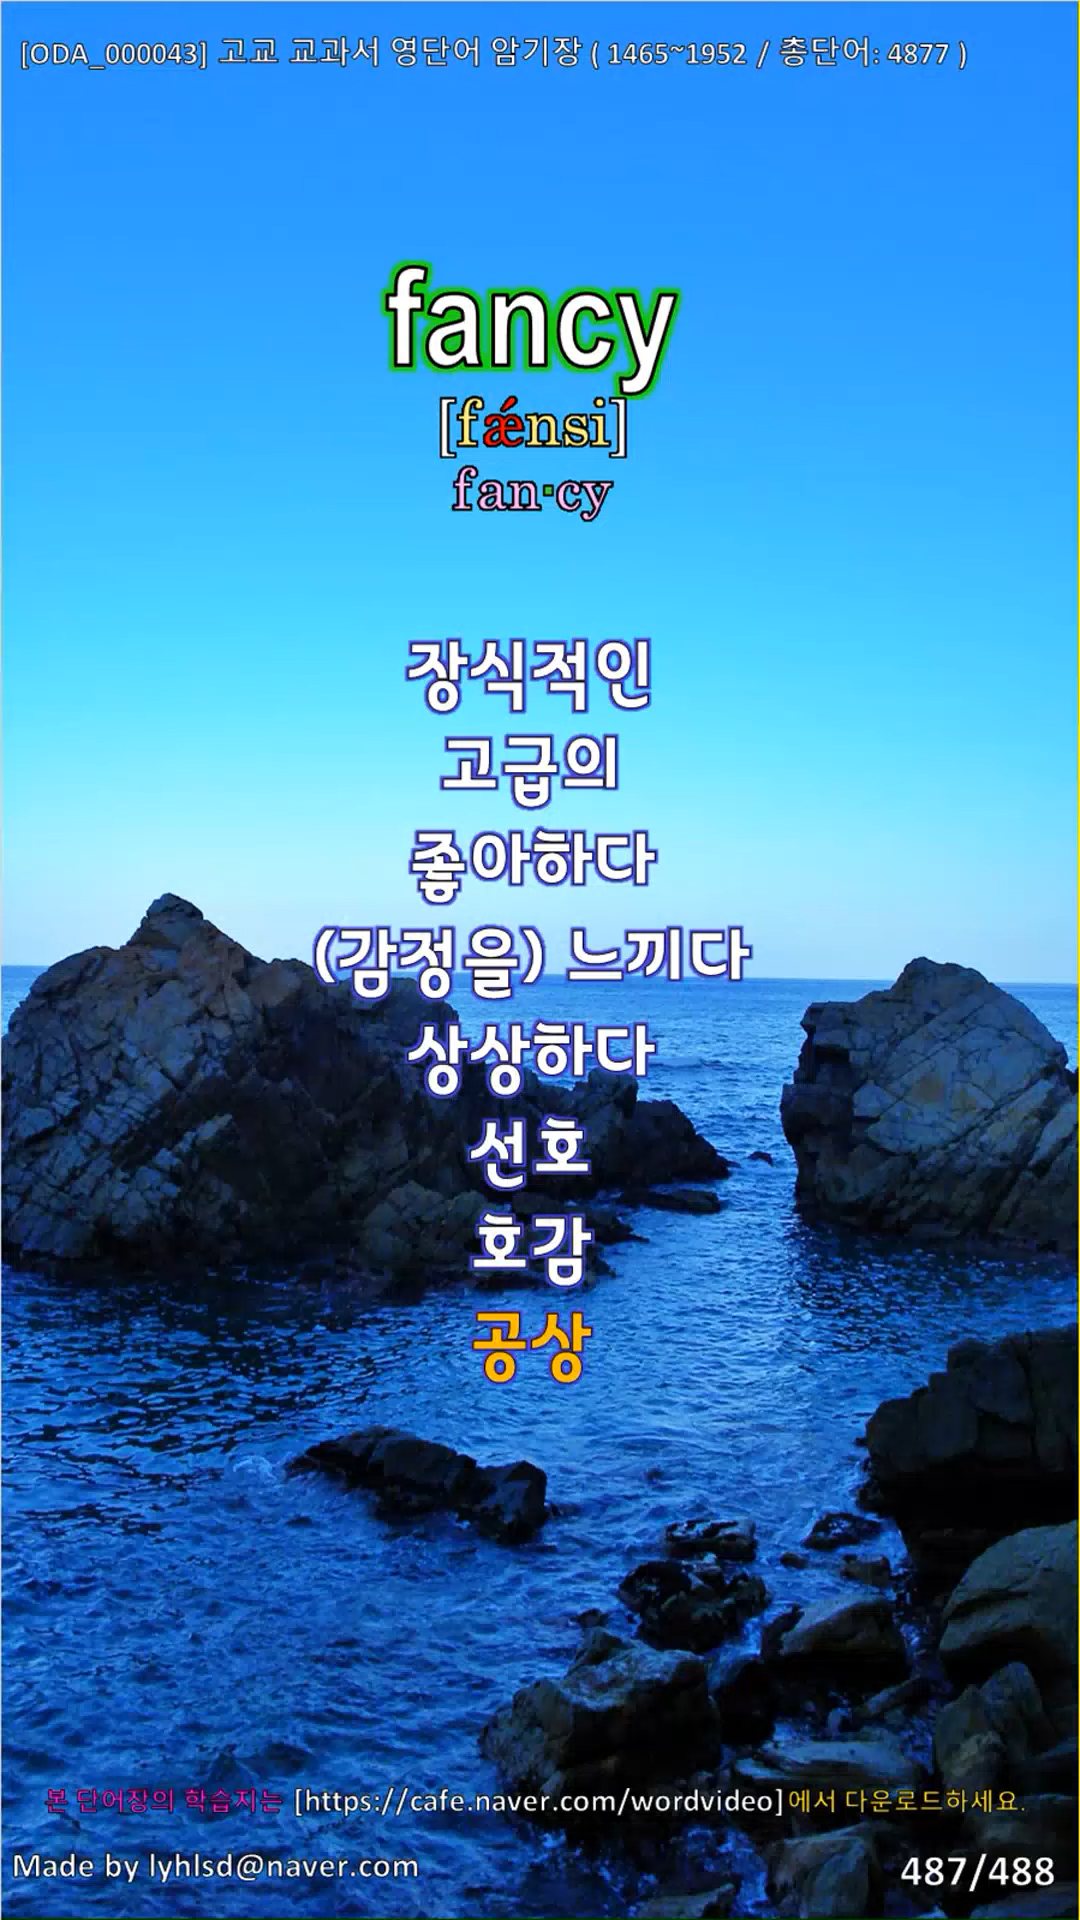 [ODA_000043] 고교 교과서 영단어 암기장 ( 1465~1952 / 총단어: 4877 )
fancy
[fǽnsi]
fan·cy
장식적인
고급의
좋아하다
(감정을) 느끼다
상상하다
선호
호감
공상
본 단어장의 학습지는 [https://cafe.naver.com/wordvideo]에서 다운로드하세요.
Made by lyhlsd@naver.com
487/488